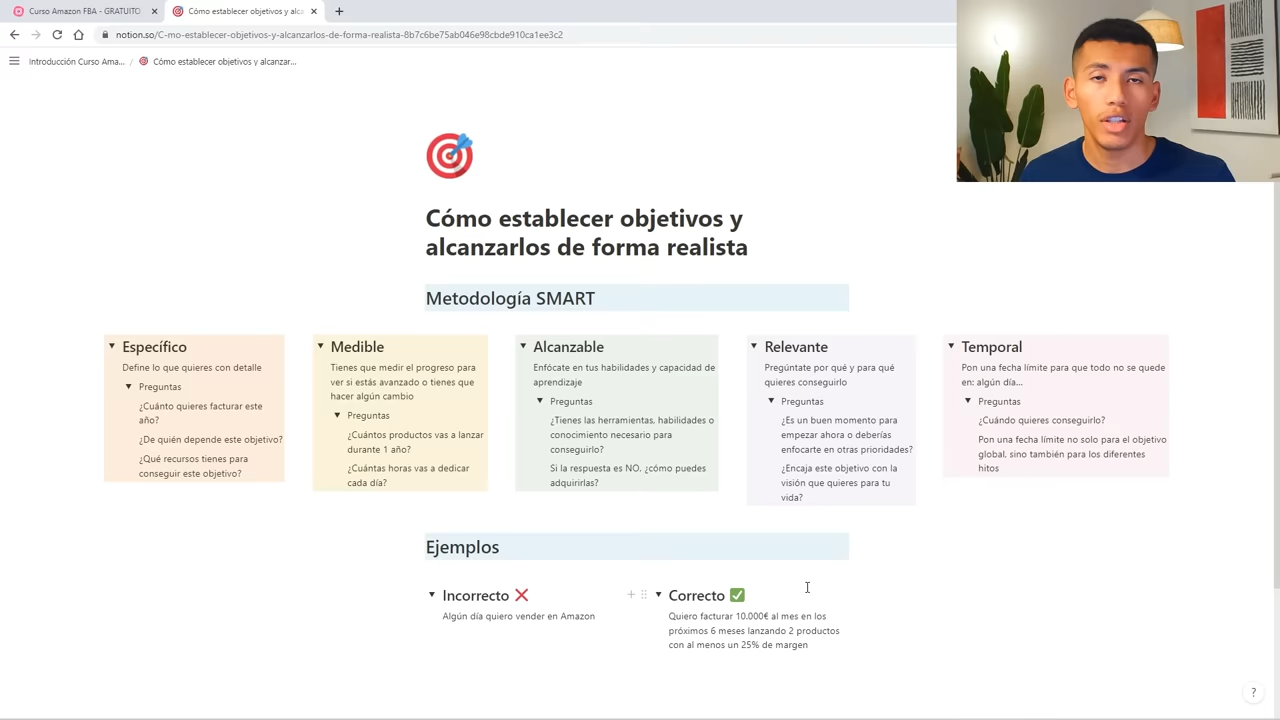 Curso Amazon FBA - GRATUITO
Cómo establecer objetivos y alca
notion.so/C-mo-establecer-objetivos-y-alcanzarlos-de-forma-realista-8b7c6be75ab046e98cbde910ca1ee3c2
Introducción Curso Ama... / Cómo establecer objetivos y alcanzar...
Cómo establecer objetivos y
alcanzarlos de forma realista
Metodología SMART
Específico
Define lo que quieres con detalle
Preguntas
¿Cuánto quieres facturar este
año?
¿De quién depende este objetivo?
¿Qué recursos tienes para
conseguir este objetivo?
Medible
Tienes que medir el progreso para
ver si estás avanzado o tienes que
hacer algún cambio
Preguntas
¿Cuántos productos vas a lanzar
durante 1 año?
¿Cuántas horas vas a dedicar
cada día?
Alcanzable
Enfócate en tus habilidades y capacidad de
aprendizaje
Preguntas
¿Tienes las herramientas, habilidades o
conocimiento necesario para
conseguirlo?
Si la respuesta es NO, ¿cómo puedes
adquirirlas?
Relevante
Pregúntate por qué y para qué
quieres conseguirlo
Preguntas
¿Es un buen momento para
empezar ahora o deberías
enfocarte en otras prioridades?
¿Encaja este objetivo con la
visión que quieres para tu
vida?
Temporal
Pon una fecha límite para que todo no se quede
en: algún día...
Preguntas
¿Cuándo quieres conseguirlo?
Pon una fecha límite no solo para el objetivo
global, sino también para los diferentes
hitos
Ejemplos
Incorrecto ❌
Algún día quiero vender en Amazon
Correcto ✅
Quiero facturar 10.000€ al mes en los
próximos 6 meses lanzando 2 productos
con al menos un 25% de margen
?